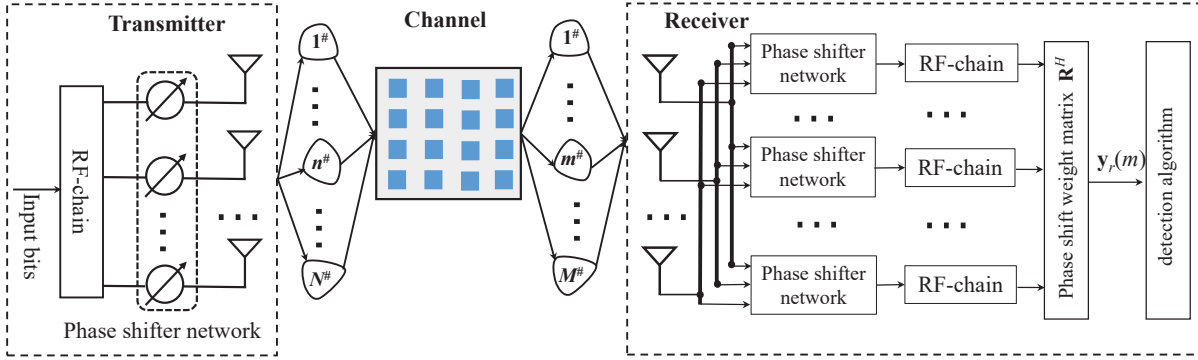 Transmitter
Channel
Receiver
Input bits
RF-chain
Phase shifter network
1#
n#
N#
1#
m#
M#
Phase shifter
network
RF-chain
Phase shifter
network
RF-chain
Phase shifter
network
RF-chain
Phase shift weight matrix R^H
y_r(m)
detection algorithm